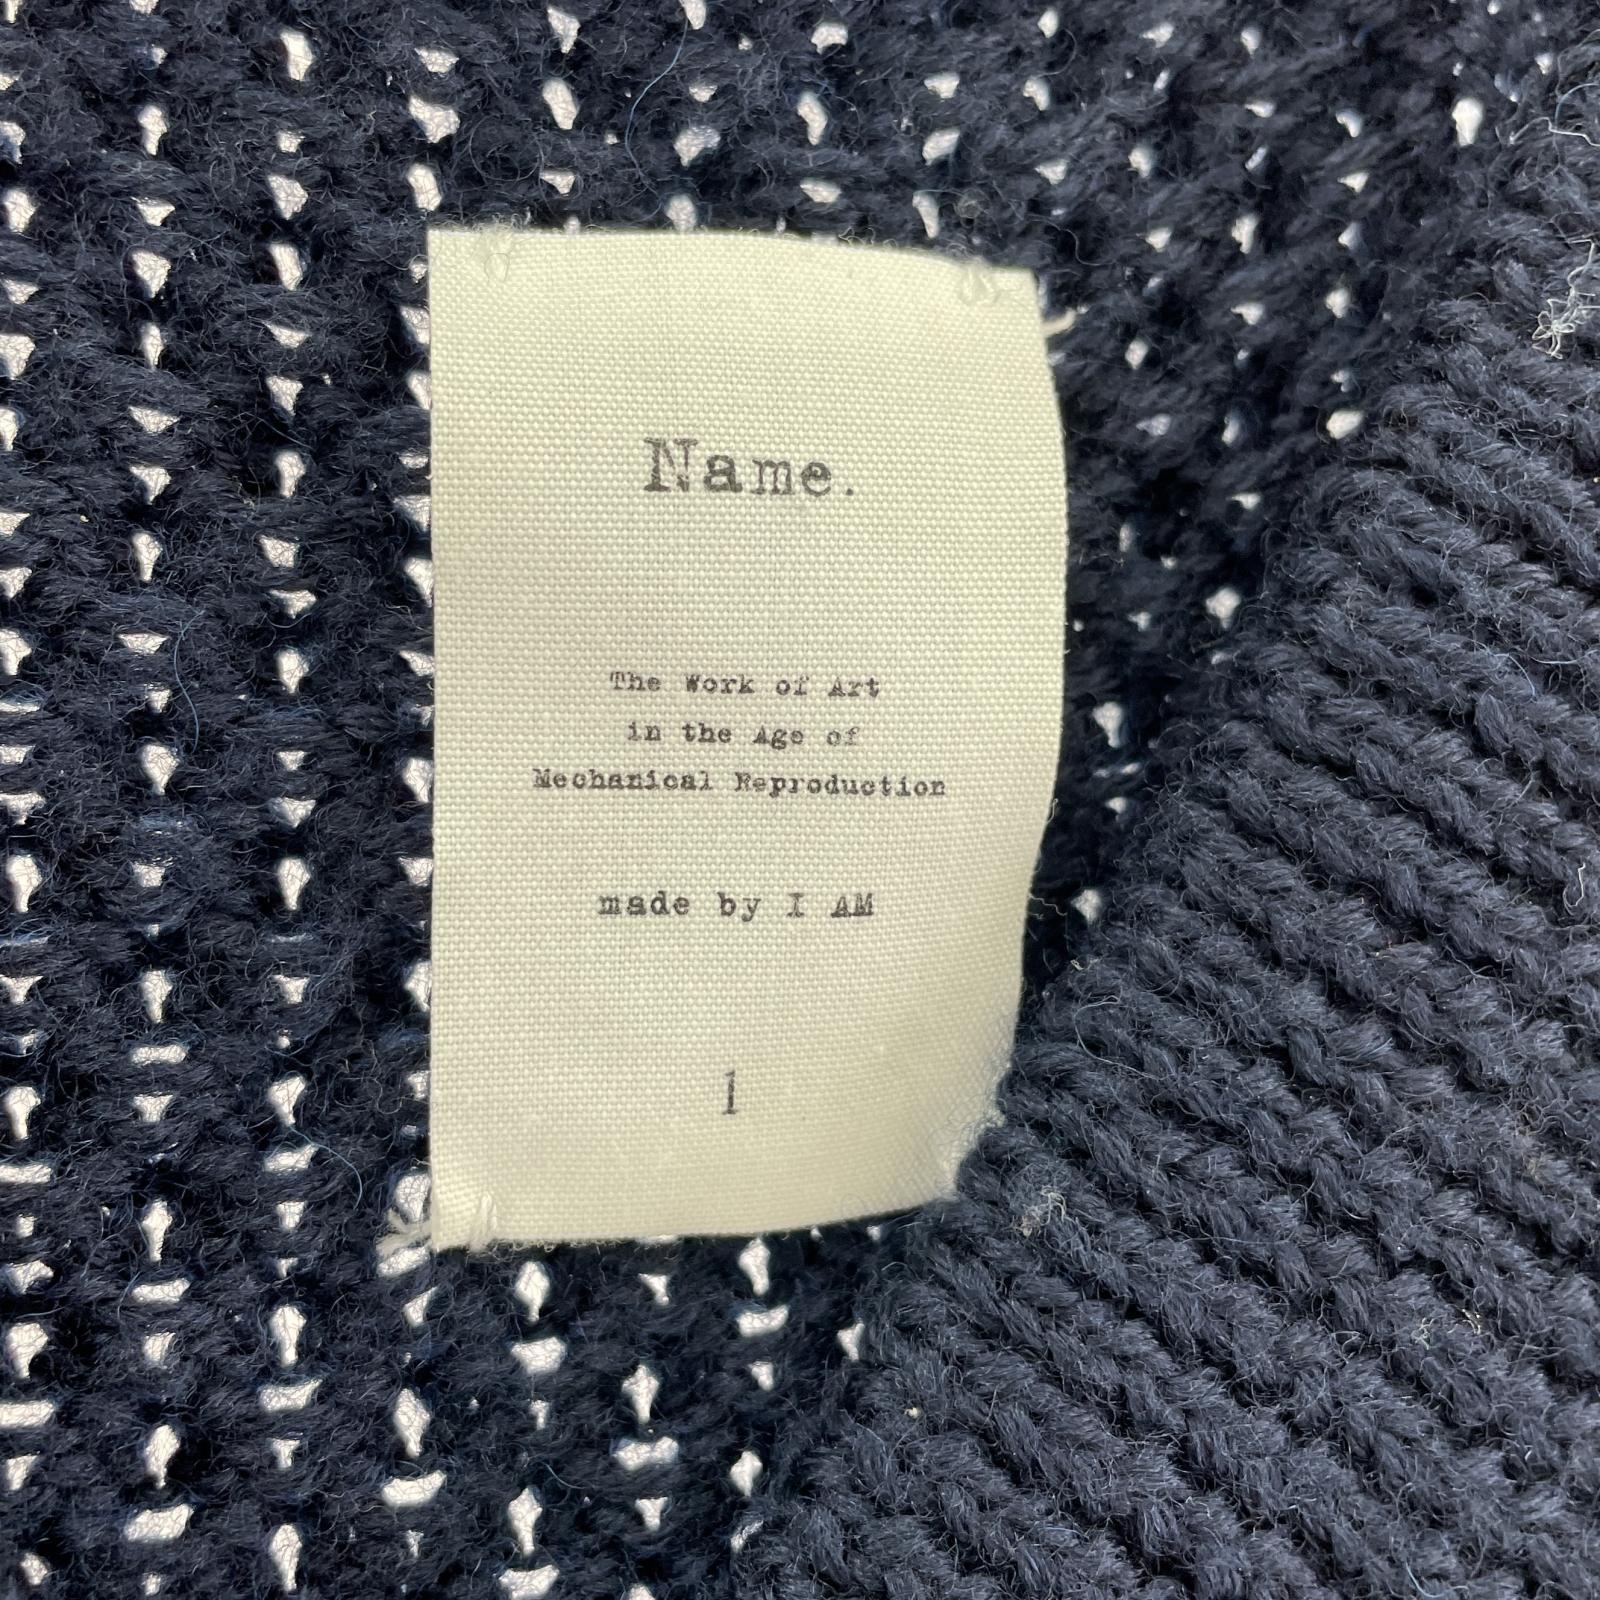 Name.
The Work of Art
in the Age of
Mechanical Reproduction
made by I AM
1